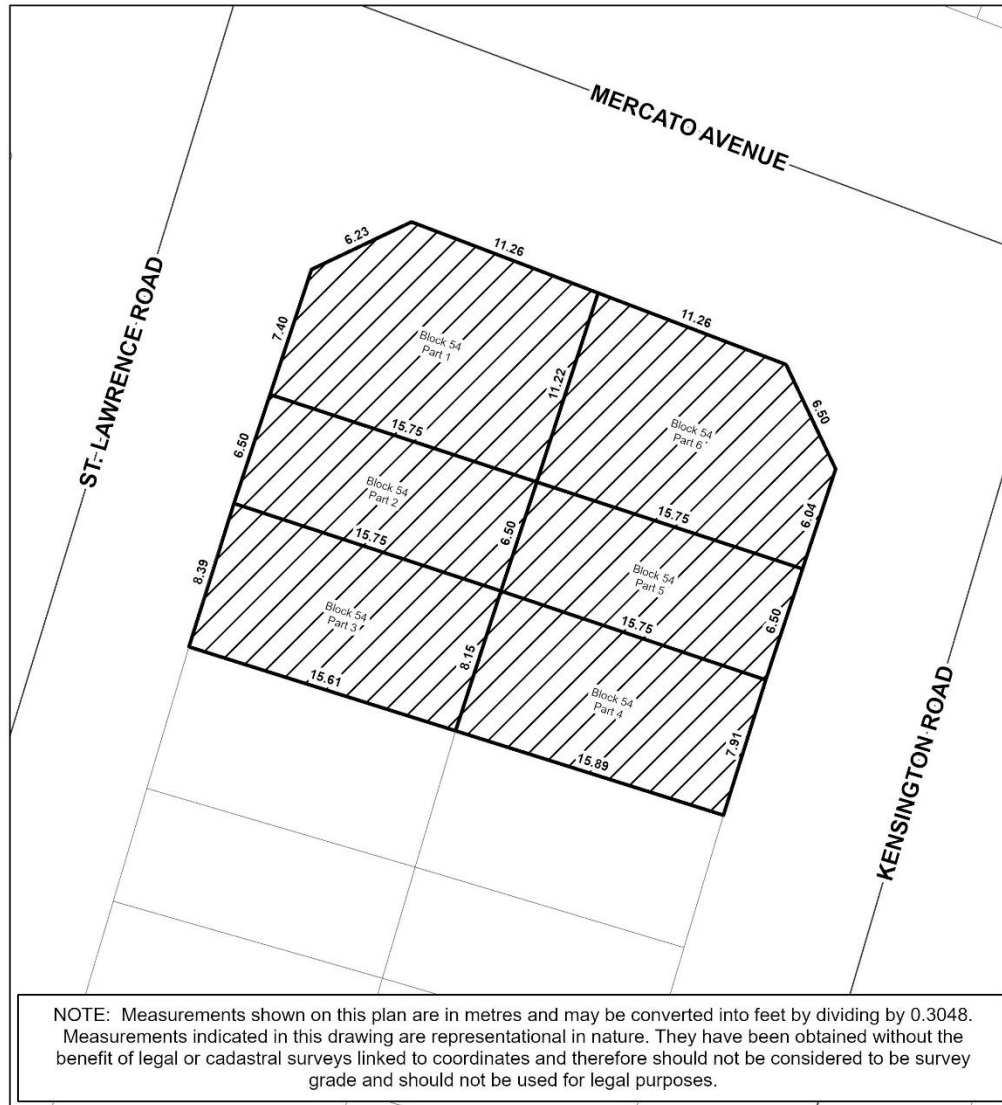 MERCATO AVENUE
ST. LAWRENCE ROAD
6.23
11.26
11.26
7.40
Block 54
Part 1
11.22
6.50
Block 54
Part 6
15.75
6.50
Block 54
Part 2
15.75
6.04
15.75
6.50
Block 54
Part 5
8.39
Block 54
Part 3
15.75
6.50
8.15
15.61
Block 54
Part 4
7.91
15.89
KENSINGTON ROAD
NOTE: Measurements shown on this plan are in metres and may be converted into feet by dividing by 0.3048.
Measurements indicated in this drawing are representational in nature. They have been obtained without the
benefit of legal or cadastral surveys linked to coordinates and therefore should not be considered to be survey
grade and should not be used for legal purposes.